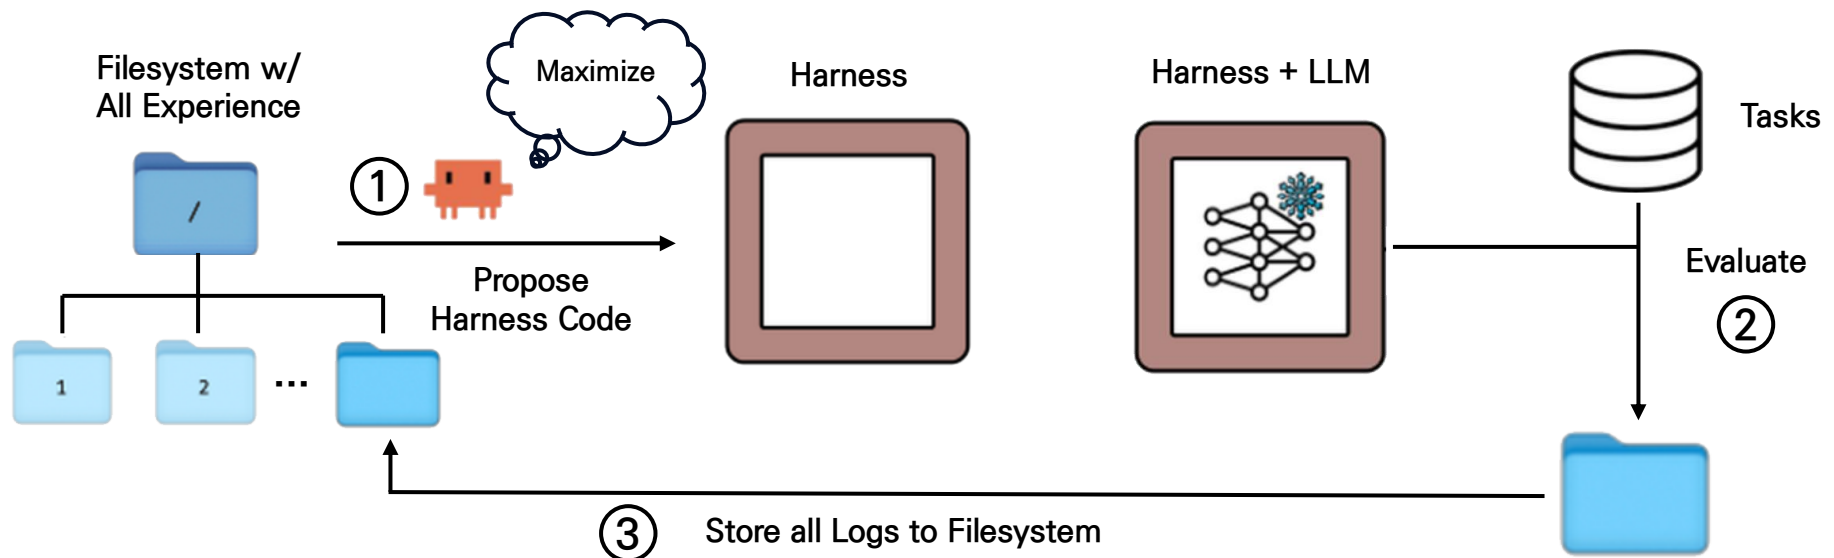 Filesystem w/
All Experience
/
1
2
...
1
Maximize
Propose
Harness Code
Harness
Harness + LLM
Tasks
Evaluate
2
3
Store all Logs to Filesystem